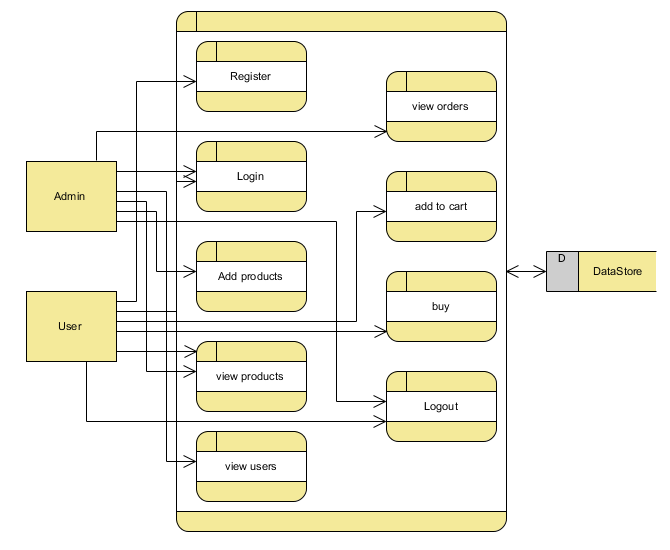 Register
view orders
Login
Admin
add to cart
D
DataStore
Add products
buy
User
view products
Logout
view users